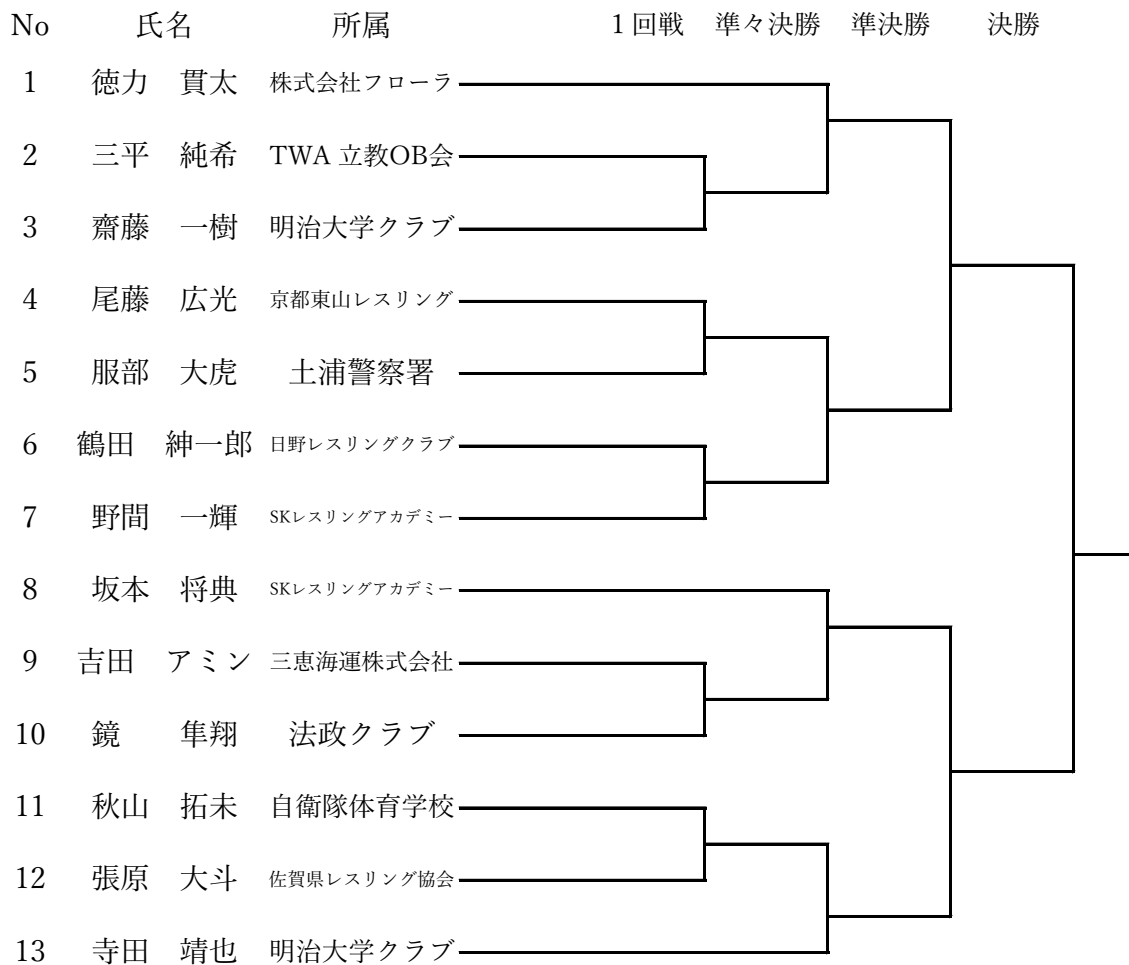 No 氏名 所属 1回戦 準々決勝 準決勝 決勝
1 徳力 貫太 株式会社フローラ
2 三平 純希 TWA 立教OB会
3 齋藤 一樹 明治大学クラブ
4 尾藤 広光 京都東山レスリング
5 服部 大虎 土浦警察署
6 鶴田 紳一郎 日野レスリングクラブ
7 野間 一輝 SKレスリングアカデミー
8 坂本 将典 SKレスリングアカデミー
9 吉田 アミン 三恵海運株式会社
10 鏡 隼翔 法政クラブ
11 秋山 拓未 自衛隊体育学校
12 張原 大斗 佐賀県レスリング協会
13 寺田 靖也 明治大学クラブ